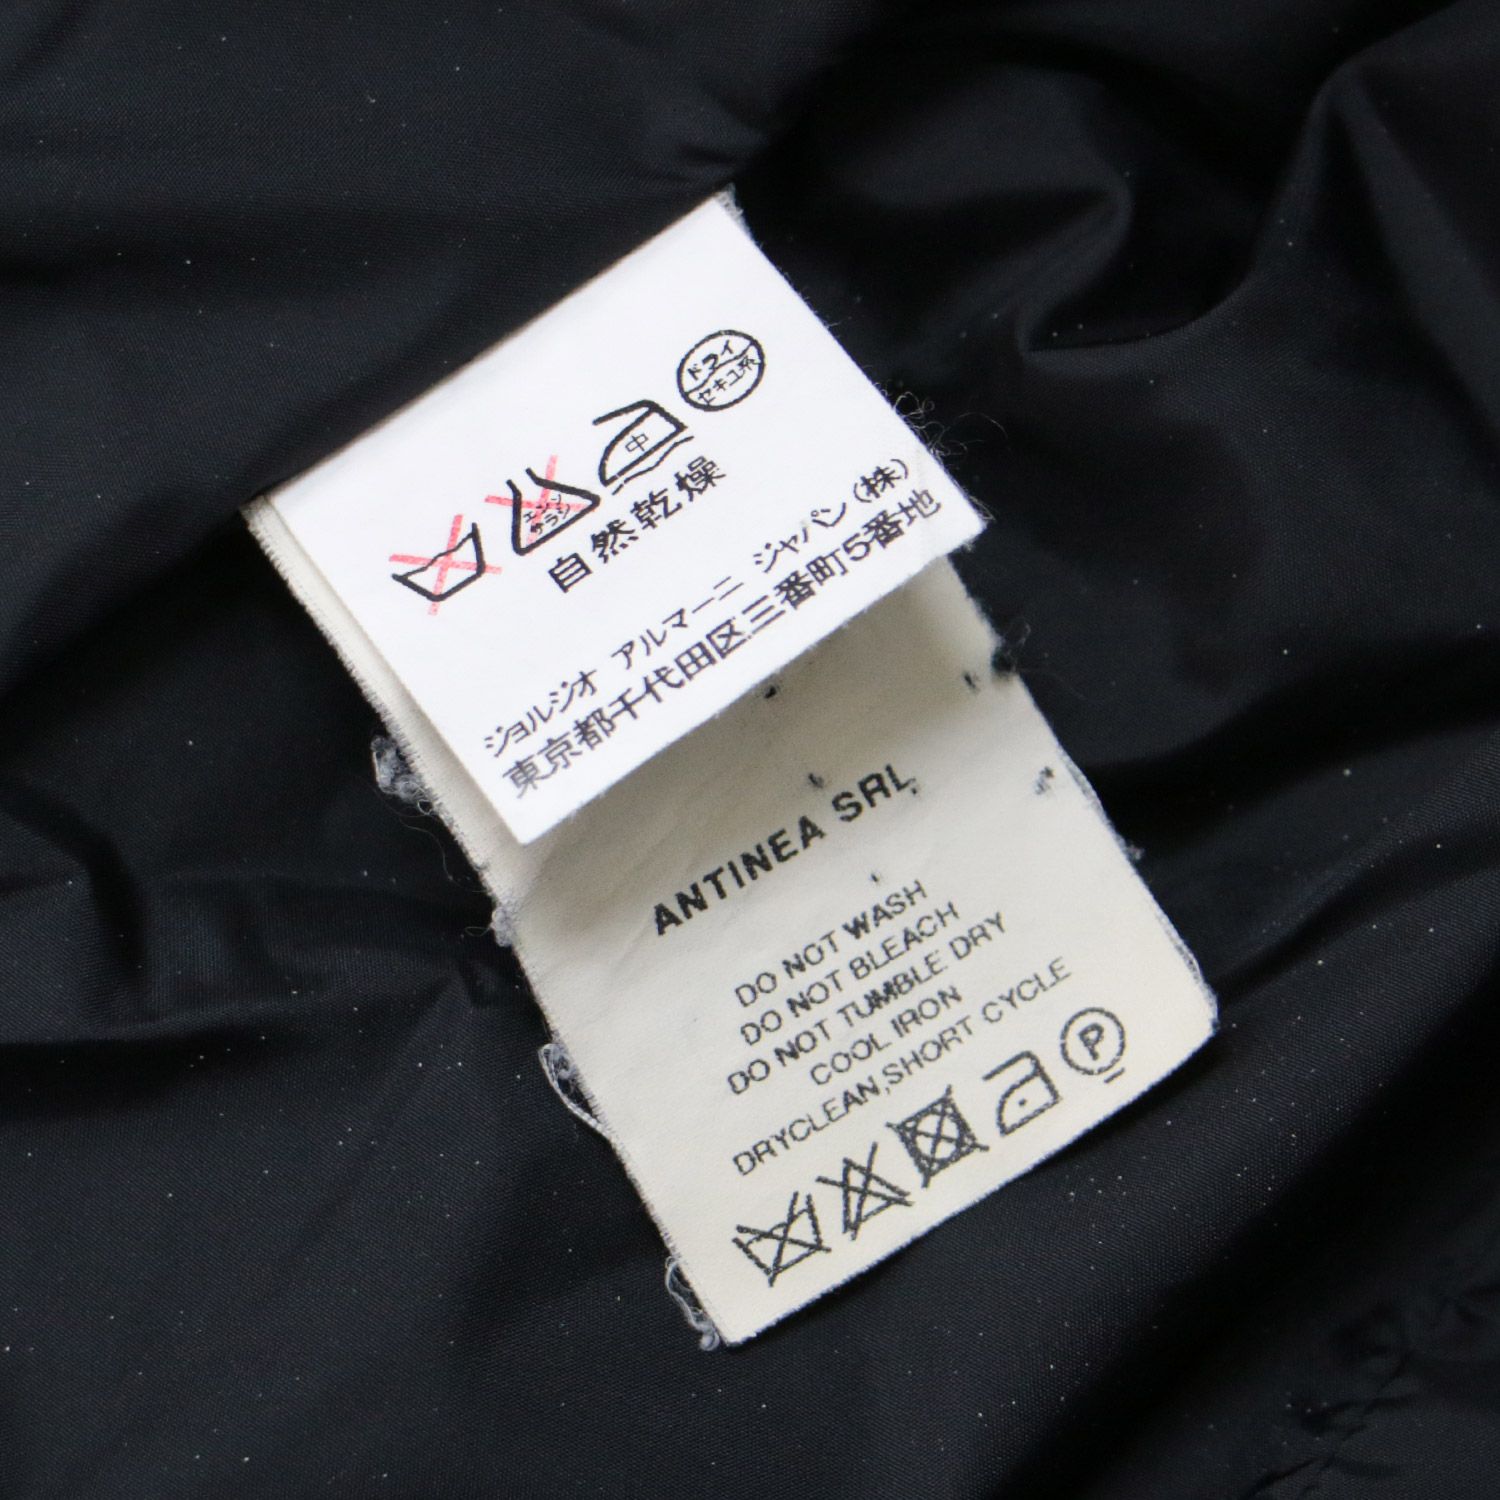 ドライ
セキユ系
中
エンソ
サラシ
自然乾燥
ジョルジオ アルマーニ ジャパン(株)
東京都千代田区三番町5番地
ANTINEA SRL
DO NOT WASH
DO NOT BLEACH
DO NOT TUMBLE DRY
COOL IRON
DRYCLEAN,SHORT CYCLE
P